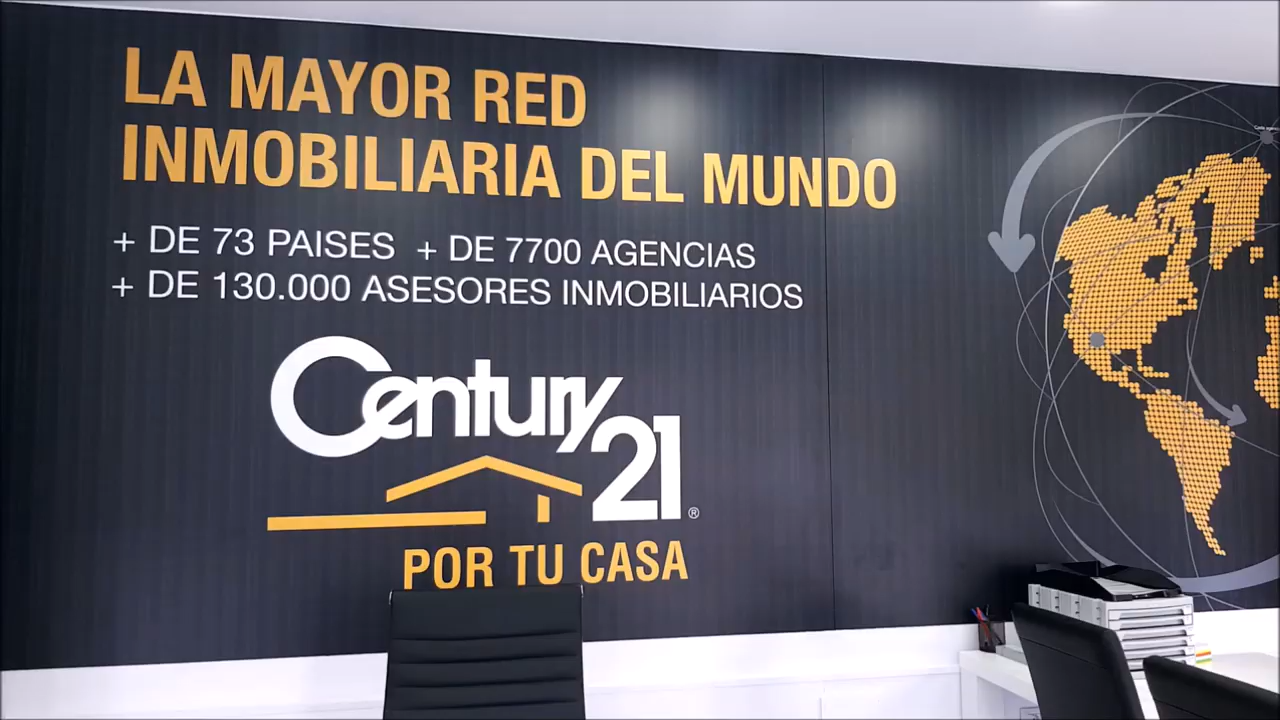 LA MAYOR RED
INMOBILIARIA DEL MUNDO
+ DE 73 PAISES + DE 7700 AGENCIAS
+ DE 130.000 ASESORES INMOBILIARIOS
Century
21®
POR TU CASA